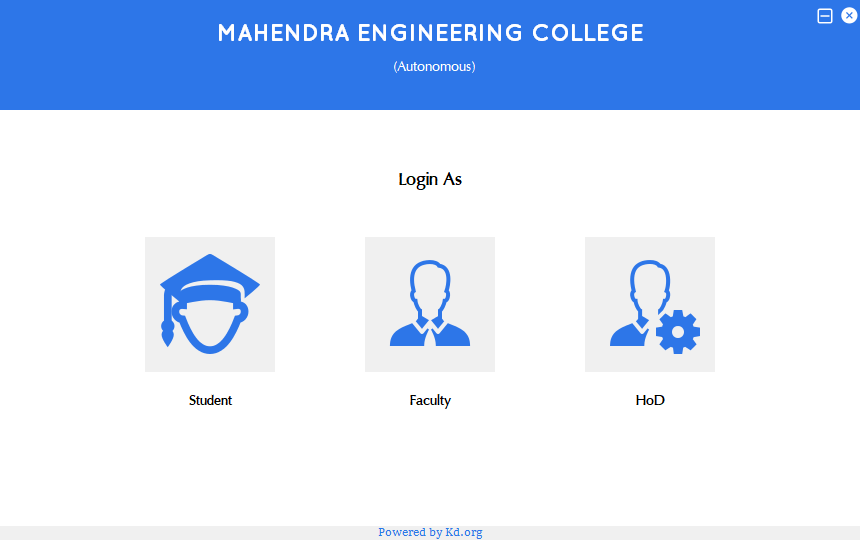 MAHENDRA ENGINEERING COLLEGE
(Autonomous)
Login As
Student
Faculty
HoD
Powered by Kd.org